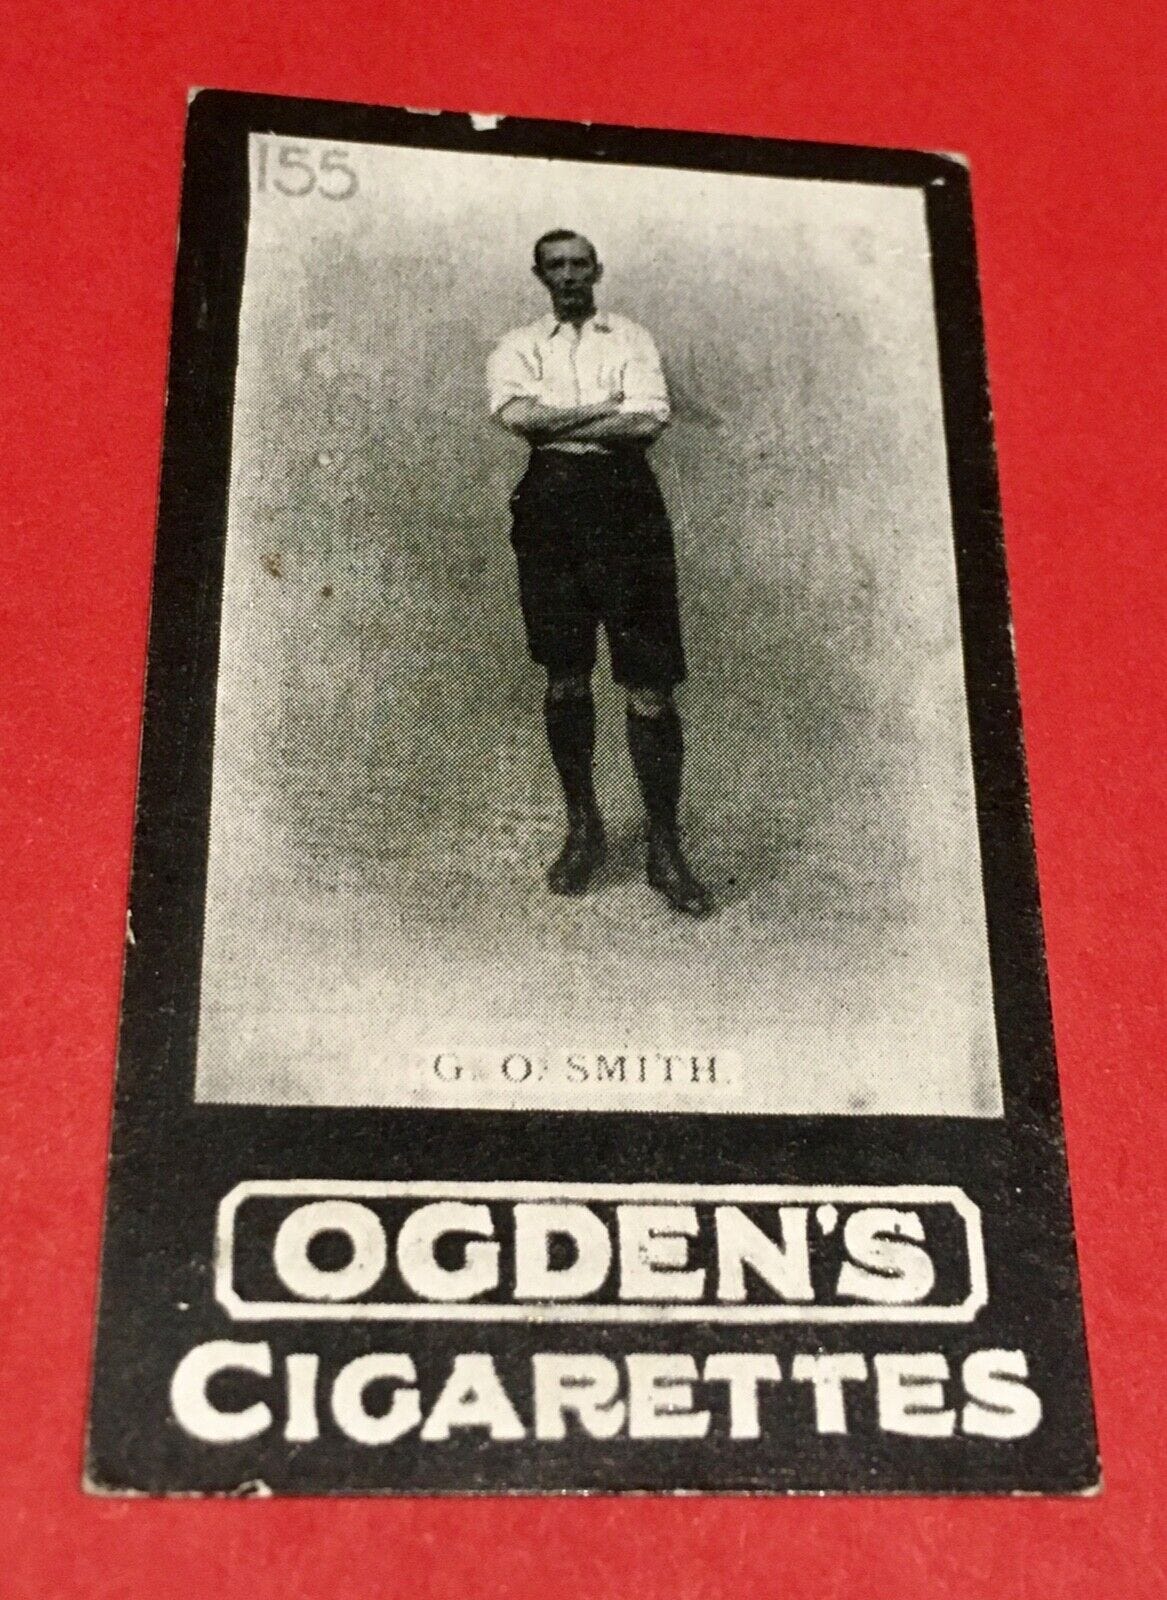 155
G. O. SMITH.
OGDEN'S
CIGARETTES